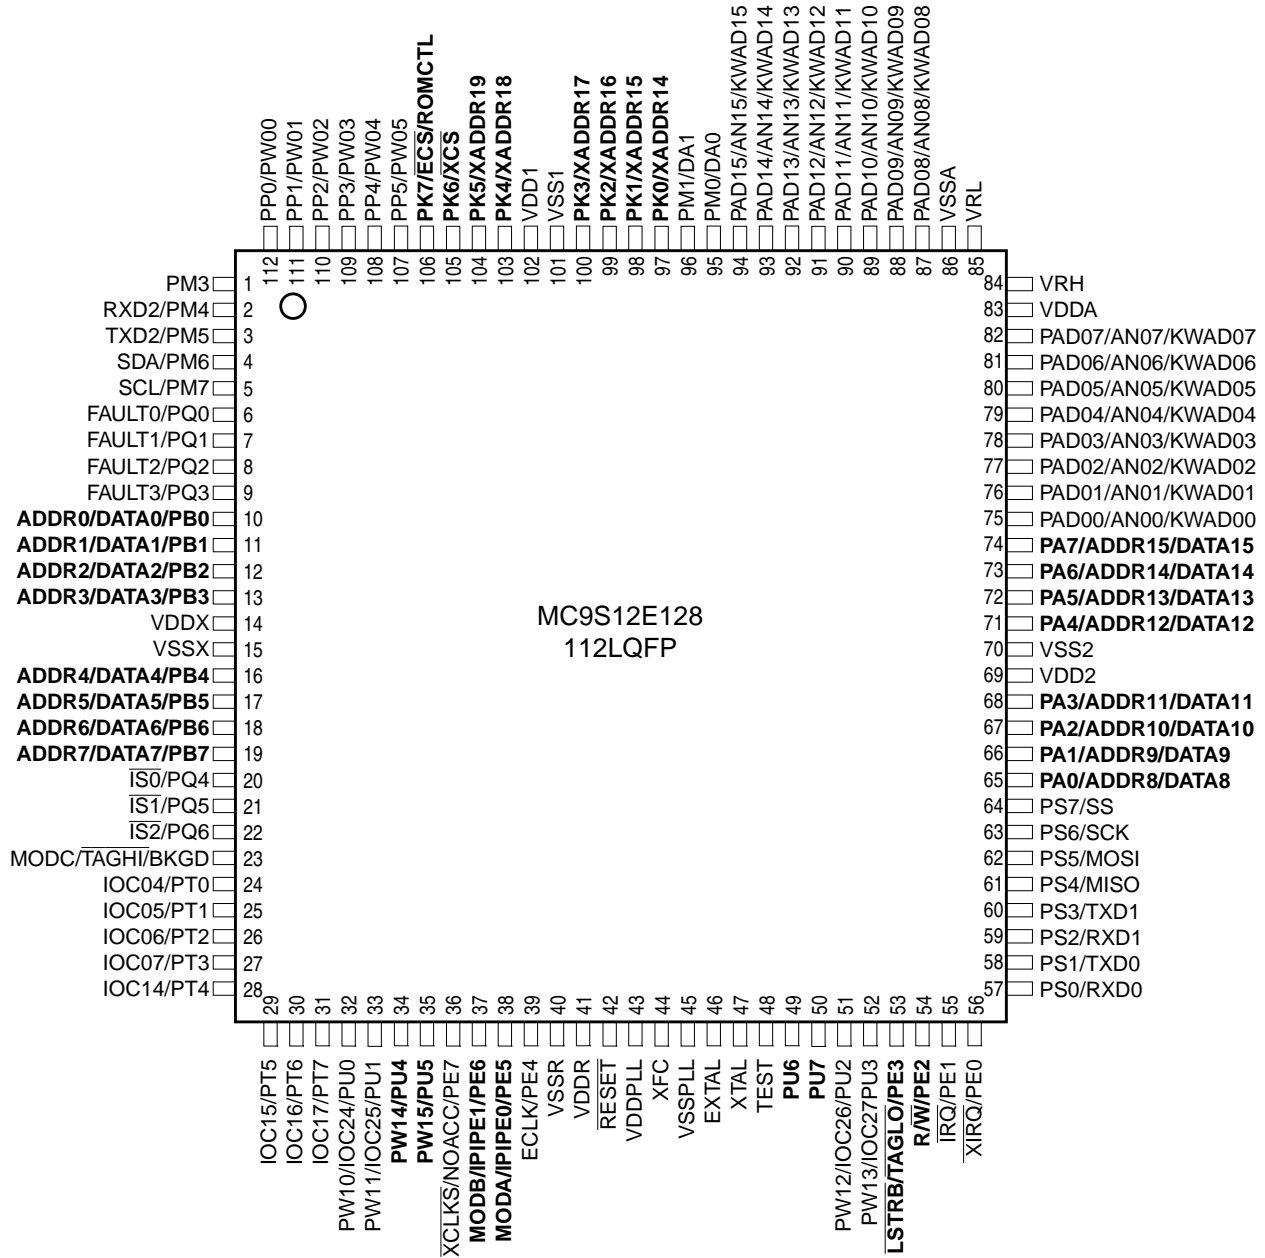 PP0/PW00
PP1/PW01
PP2/PW02
PP3/PW03
PP4/PW04
PP5/PW05
PK7/ECS/ROMCTL
PK6/XCS
PK5/XADDR19
PK4/XADDR18
VDD1
VSS1
PK3/XADDR17
PK2/XADDR16
PK1/XADDR15
PK0/XADDR14
PM1/DA1
PM0/DA0
PAD15/AN15/KWAD15
PAD14/AN14/KWAD14
PAD13/AN13/KWAD13
PAD12/AN12/KWAD12
PAD11/AN11/KWAD11
PAD10/AN10/KWAD10
PAD09/AN09/KWAD09
PAD08/AN08/KWAD08
VSSA
VRL
112
111
110
109
108
107
106
105
104
103
102
101
100
99
98
97
96
95
94
93
92
91
90
89
88
87
86
85
PM3 1
RXD2/PM4 2
TXD2/PM5 3
SDA/PM6 4
SCL/PM7 5
FAULT0/PQ0 6
FAULT1/PQ1 7
FAULT2/PQ2 8
FAULT3/PQ3 9
ADDR0/DATA0/PB0 10
ADDR1/DATA1/PB1 11
ADDR2/DATA2/PB2 12
ADDR3/DATA3/PB3 13
VDDX 14
VSSX 15
ADDR4/DATA4/PB4 16
ADDR5/DATA5/PB5 17
ADDR6/DATA6/PB6 18
ADDR7/DATA7/PB7 19
IS0/PQ4 20
IS1/PQ5 21
IS2/PQ6 22
MODC/TAGHI/BKGD 23
IOC04/PT0 24
IOC05/PT1 25
IOC06/PT2 26
IOC07/PT3 27
IOC14/PT4 28
MC9S12E128
112LQFP
84 VRH
83 VDDA
82 PAD07/AN07/KWAD07
81 PAD06/AN06/KWAD06
80 PAD05/AN05/KWAD05
79 PAD04/AN04/KWAD04
78 PAD03/AN03/KWAD03
77 PAD02/AN02/KWAD02
76 PAD01/AN01/KWAD01
75 PAD00/AN00/KWAD00
74 PA7/ADDR15/DATA15
73 PA6/ADDR14/DATA14
72 PA5/ADDR13/DATA13
71 PA4/ADDR12/DATA12
70 VSS2
69 VDD2
68 PA3/ADDR11/DATA11
67 PA2/ADDR10/DATA10
66 PA1/ADDR9/DATA9
65 PA0/ADDR8/DATA8
64 PS7/SS
63 PS6/SCK
62 PS5/MOSI
61 PS4/MISO
60 PS3/TXD1
59 PS2/RXD1
58 PS1/TXD0
57 PS0/RXD0
29
30
31
32
33
34
35
36
37
38
39
40
41
42
43
44
45
46
47
48
49
50
51
52
53
54
55
56
IOC15/PT5
IOC16/PT6
IOC17/PT7
PW10/IOC24/PU0
PW11/IOC25/PU1
PW14/PU4
PW15/PU5
XCLKS/NOACC/PE7
MODB/IPIPE1/PE6
MODA/IPIPE0/PE5
ECLK/PE4
VSSR
VDDR
RESET
VDDPLL
XFC
VSSPLL
EXTAL
XTAL
TEST
PU6
PU7
PW12/IOC26/PU2
PW13/IOC27PU3
LSTRB/TAGLO/PE3
R/W/PE2
IRQ/PE1
XIRQ/PE0